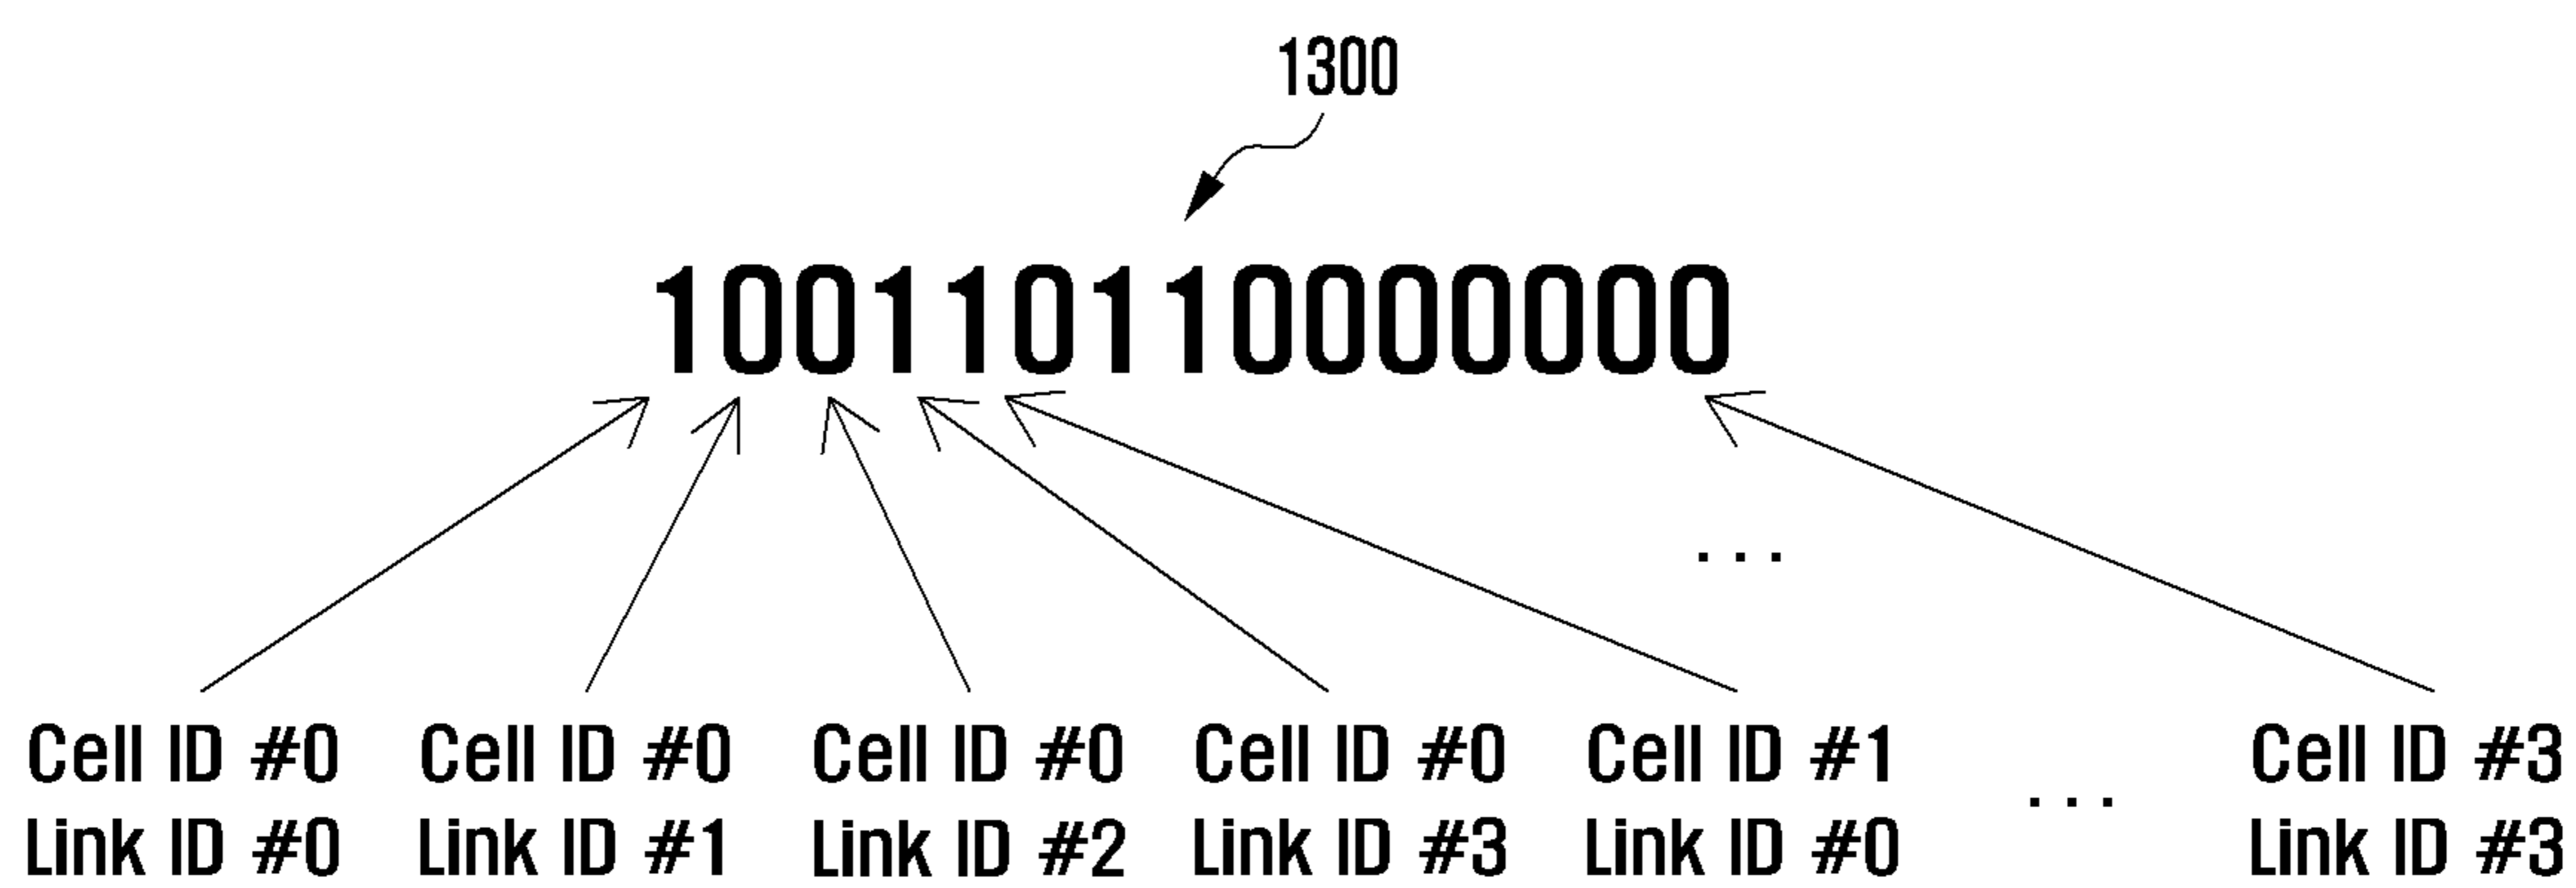 1300
100110110000000
...
Cell ID #0 Cell ID #0 Cell ID #0 Cell ID #0 Cell ID #1 Cell ID #3
...
Link ID #0 Link ID #1 Link ID #2 Link ID #3 Link ID #0 Link ID #3